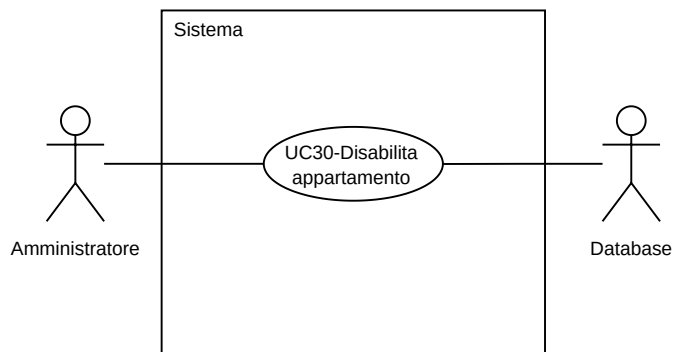 Sistema
UC30-Disabilita
appartamento
Amministratore
Database